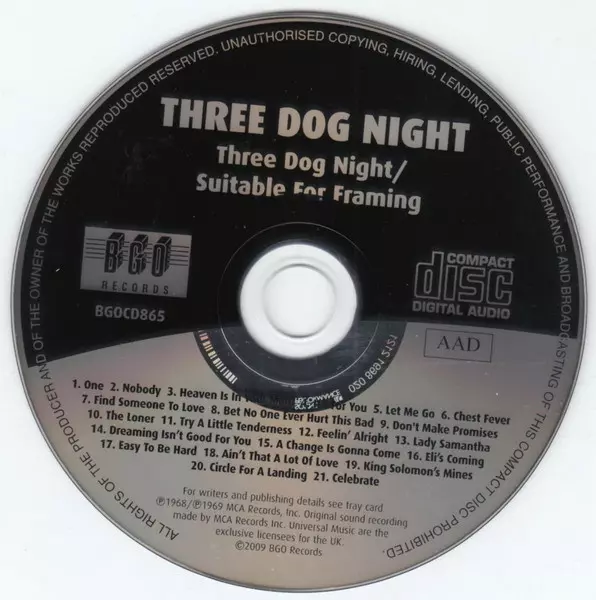 ALL RIGHTS OF THE PRODUCER AND OF THE OWNER OF THE WORKS REPRODUCED RESERVED. UNAUTHORISED COPYING, HIRING, LENDING, PUBLIC PERFORMANCE AND BROADCASTING OF THIS COMPACT DISC PROHIBITED.
THREE DOG NIGHT
Three Dog Night/
Suitable For Framing
BGO
RECORDS
BGOCD865
COMPACT
disc
DIGITAL AUDIO
AAD
1. One 2. Nobody 3. Heaven Is In For You 5. Let Me Go 6. Chest Fever
7. Find Someone To Love 8. Bet No One Ever Hurt This Bad 9. Don't Make Promises
10. The Loner 11. Try A Little Tenderness 12. Feelin' Alright 13. Lady Samantha
14. Dreaming Isn't Good For You 15. A Change Is Gonna Come 16. Eli's Coming
17. Easy To Be Hard 18. Ain't That A Lot Of Love 19. King Solomon's Mines
20. Circle For A Landing 21. Celebrate
For writers and publishing details see tray card
℗1968/℗1969 MCA Records, Inc. Original sound recording
made by MCA Records Inc. Universal Music are the
exclusive licensees for the UK.
©2009 BGO Records